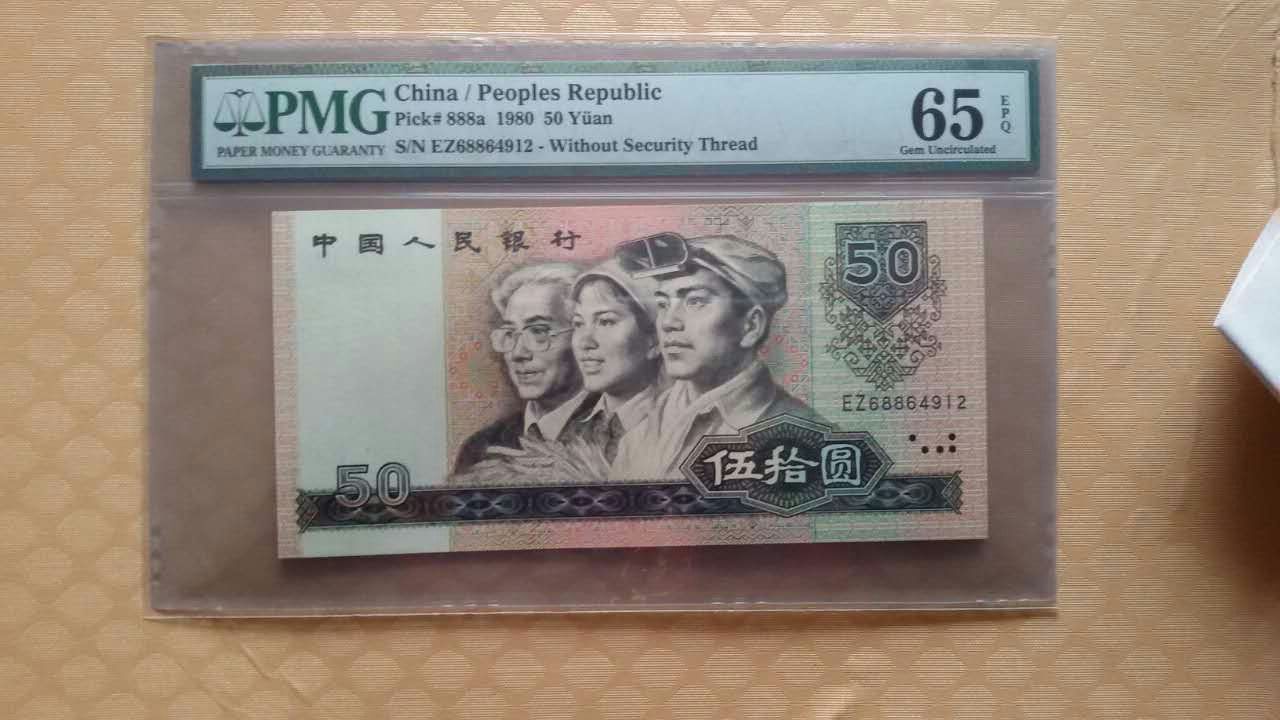 PMG
PAPER MONEY GUARANTY
China / Peoples Republic
Pick# 888a 1980 50 Yüan
S/N EZ68864912 - Without Security Thread
65
EPQ
Gem Uncirculated
中国人民银行
50
EZ68864912
伍拾圆
50